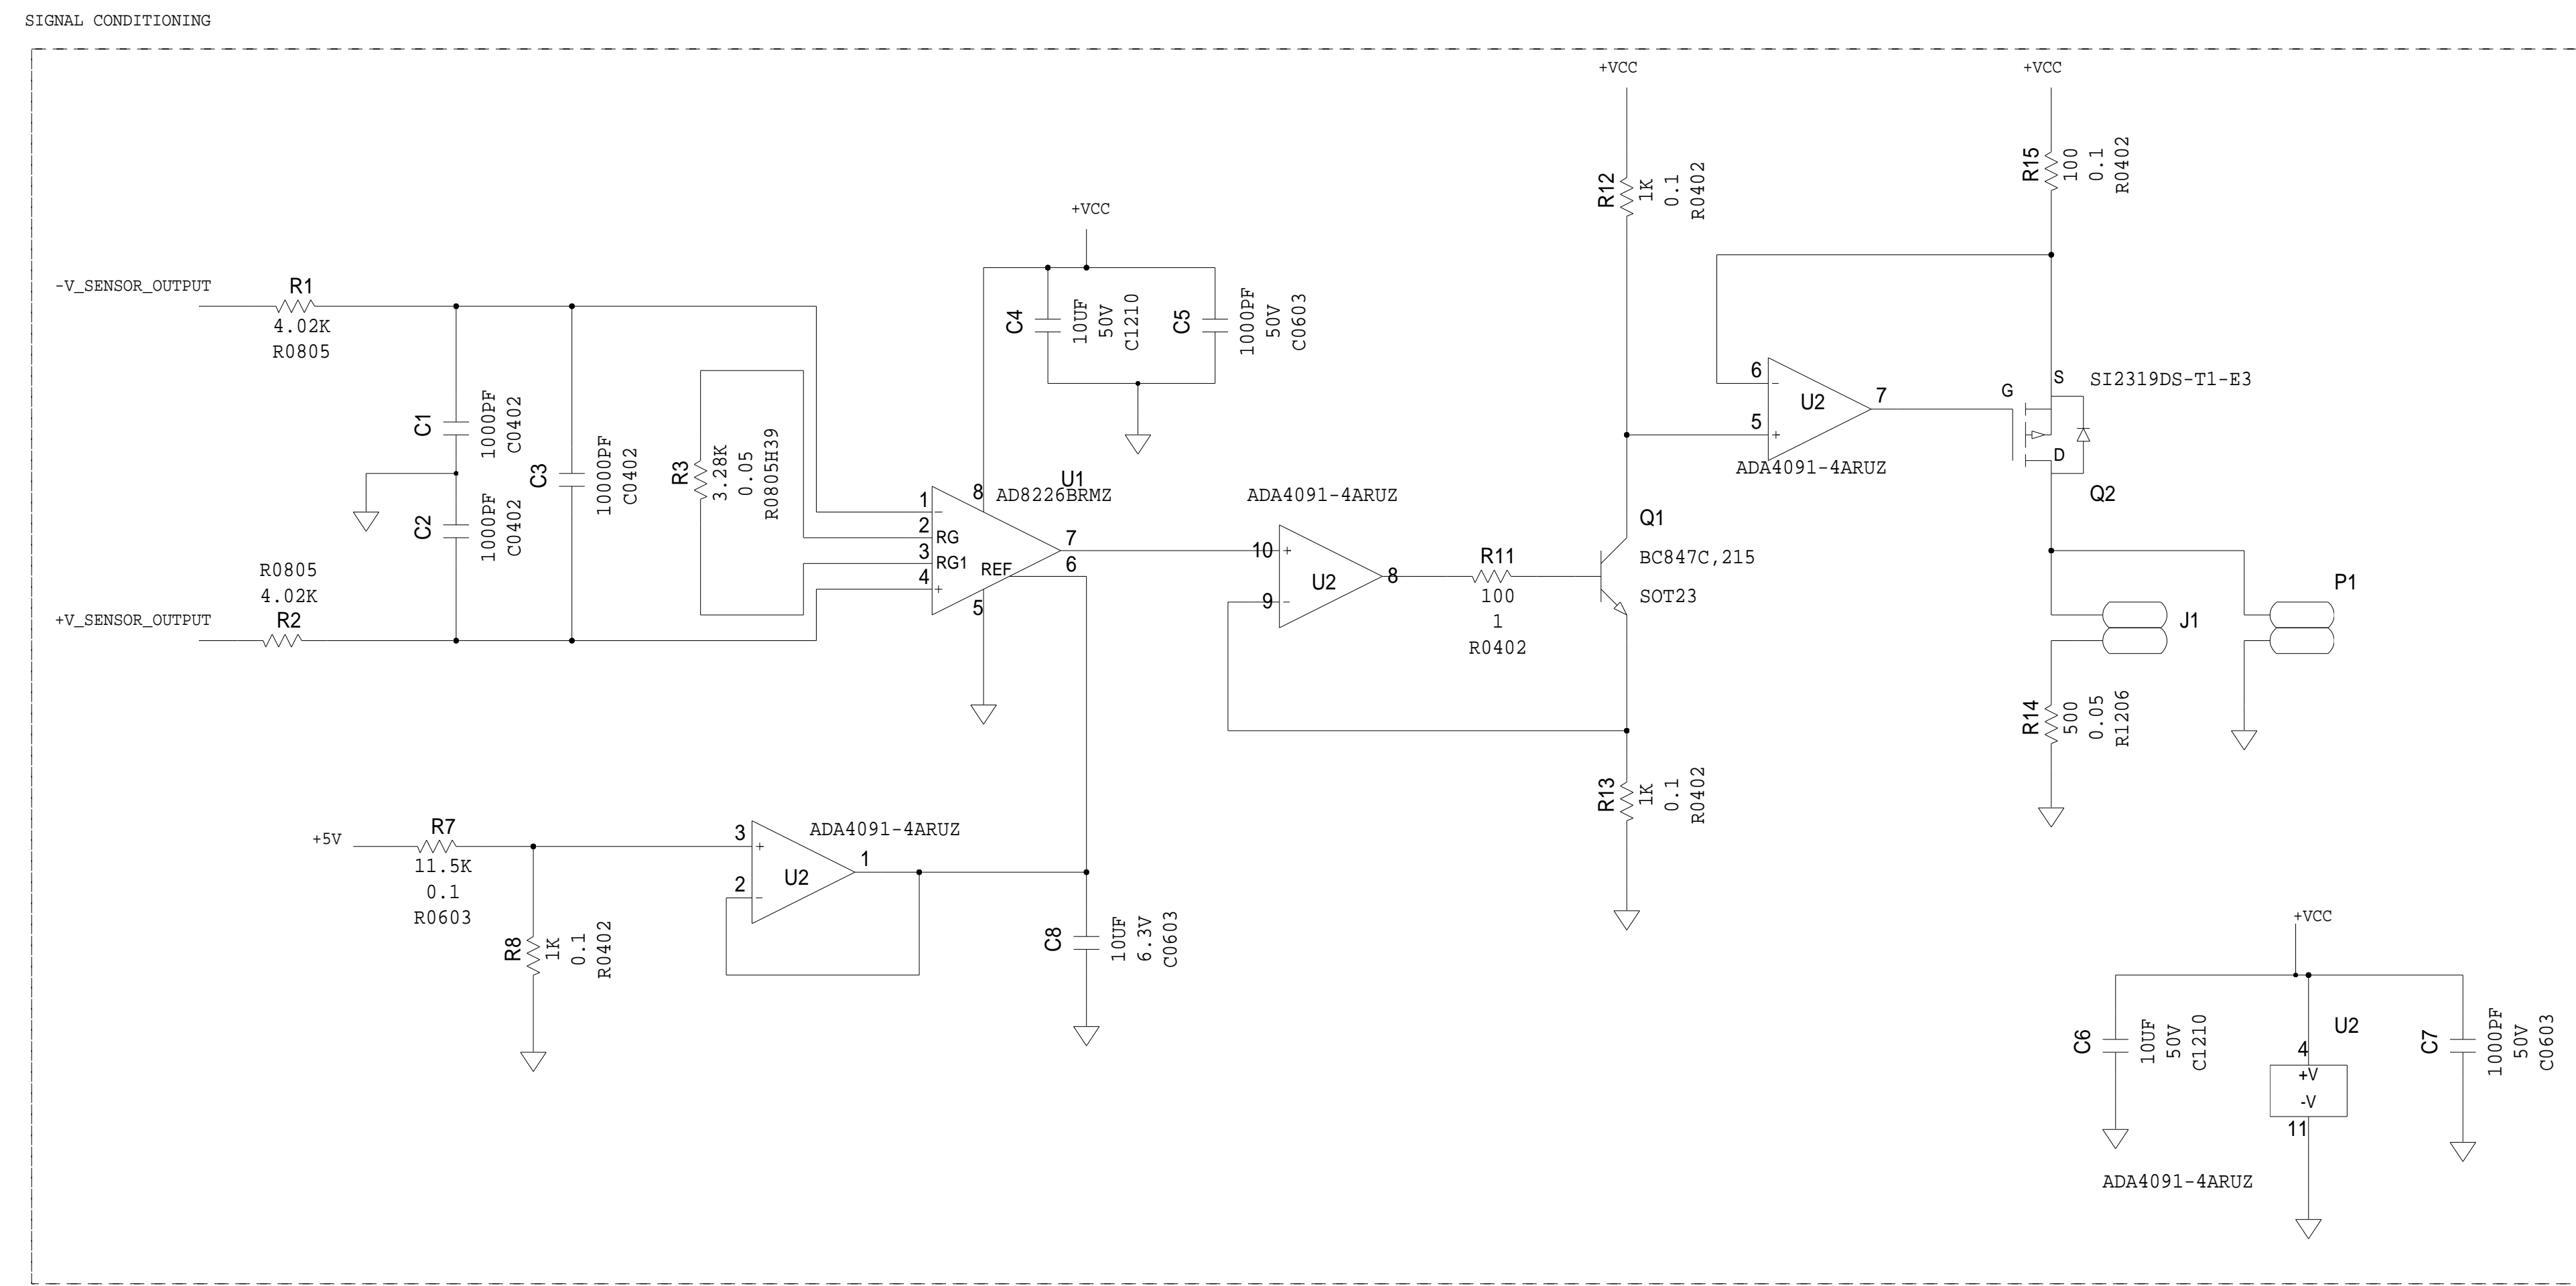 SIGNAL CONDITIONING
+VCC
+VCC
R12
1K
0.1
R0402
R15
100
0.1
R0402
+VCC
-V_SENSOR_OUTPUT
R1
4.02K
R0805
C4
10UF
50V
C1210
C5
1000PF
50V
C0603
C1
1000PF
C0402
C2
1000PF
C0402
C3
10000PF
C0402
R3
3.28K
0.05
R0805H39
U1
AD8226BRMZ
8
1
-
2
RG
3
RG1
4
+
REF
7
6
5
R0805
4.02K
+V_SENSOR_OUTPUT
R2
ADA4091-4ARUZ
10
+
9
-
U2
8
R11
100
1
R0402
Q1
BC847C,215
SOT23
6
-
5
+
U2
7
ADA4091-4ARUZ
G
S
D
SI2319DS-T1-E3
Q2
P1
J1
R14
500
0.05
R1206
R13
1K
0.1
R0402
+5V
R7
11.5K
0.1
R0603
R8
1K
0.1
R0402
3
+
2
-
U2
1
ADA4091-4ARUZ
C8
10UF
6.3V
C0603
+VCC
C6
10UF
50V
C1210
U2
4
+V
-V
11
C7
1000PF
50V
C0603
ADA4091-4ARUZ